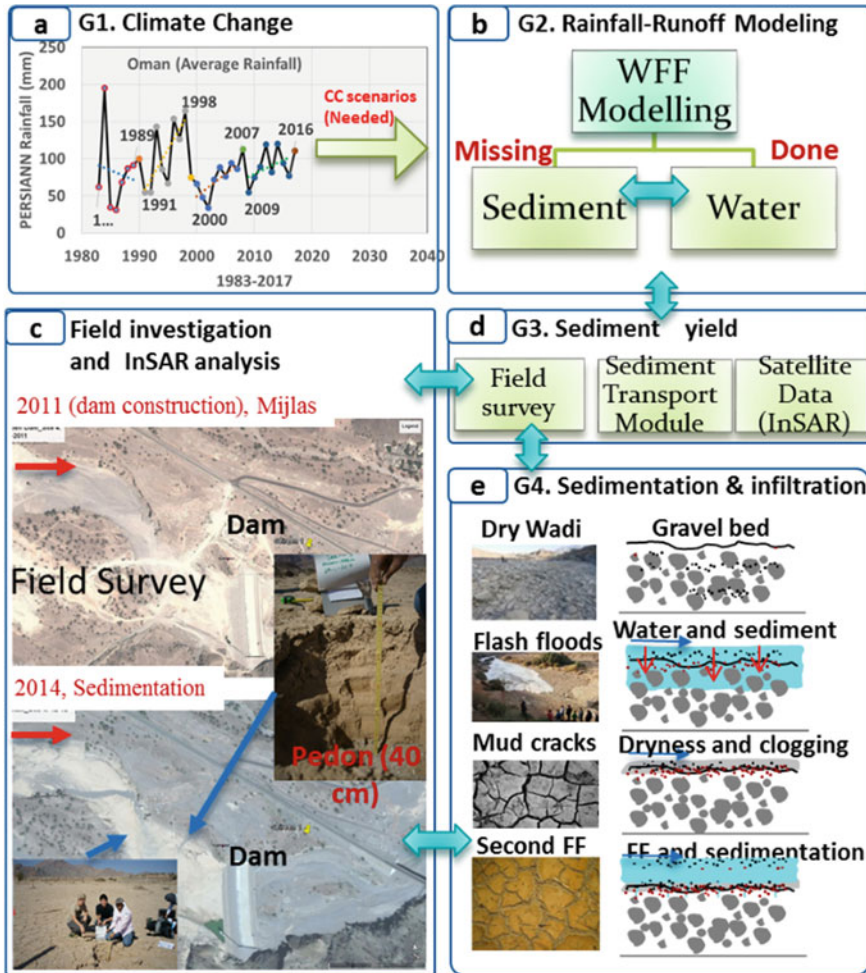 a G1. Climate Change
Oman (Average Rainfall)
PERSIANN Rainfall (mm)
250
200
150
100
50
0
1998
1989
2007
2016
1991
2009
1...
2000
CC scenarios
(Needed)
1980 1990 2000 2010 2020 2030 2040
1983-2017
b G2. Rainfall-Runoff Modeling
WFF
Modelling
Missing Done
Sediment Water
c Field investigation
and InSAR analysis
2011 (dam construction), Mijlas
2011
Legend
Dam
Field Survey
2014, Sedimentation
Pedon (40
cm)
Dam
d G3. Sediment yield
Field
survey
Sediment
Transport
Module
Satellite
Data
(InSAR)
e G4. Sedimentation & infiltration
Dry Wadi Gravel bed
Flash floods Water and sediment
Mud cracks Dryness and clogging
Second FF FF and sedimentation